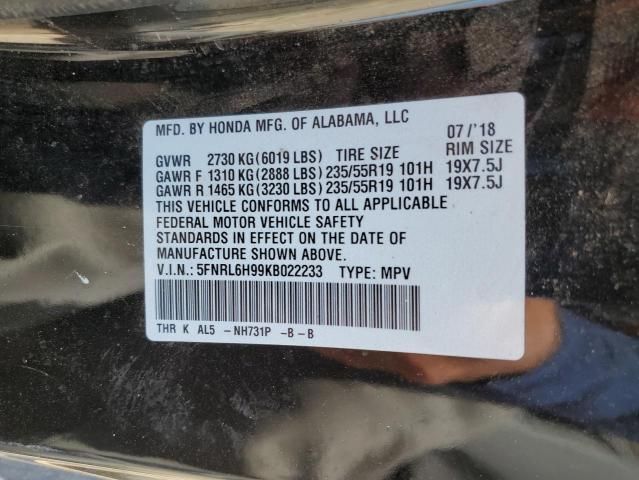 MFD. BY HONDA MFG. OF ALABAMA, LLC 07/'18
GVWR 2730 KG(6019 LBS) TIRE SIZE RIM SIZE
GAWR F 1310 KG(2888 LBS)235/55R19 101H 19X7.5J
GAWR R 1465 KG(3230 LBS)235/55R19 101H 19X7.5J
THIS VEHICLE CONFORMS TO ALL APPLICABLE
FEDERAL MOTOR VEHICLE SAFETY
STANDARDS IN EFFECT ON THE DATE OF
MANUFACTURE SHOWN ABOVE.
V.I.N.: 5FNRL6H99KB022233 TYPE: MPV
THR K AL5 -NH731P -B-B